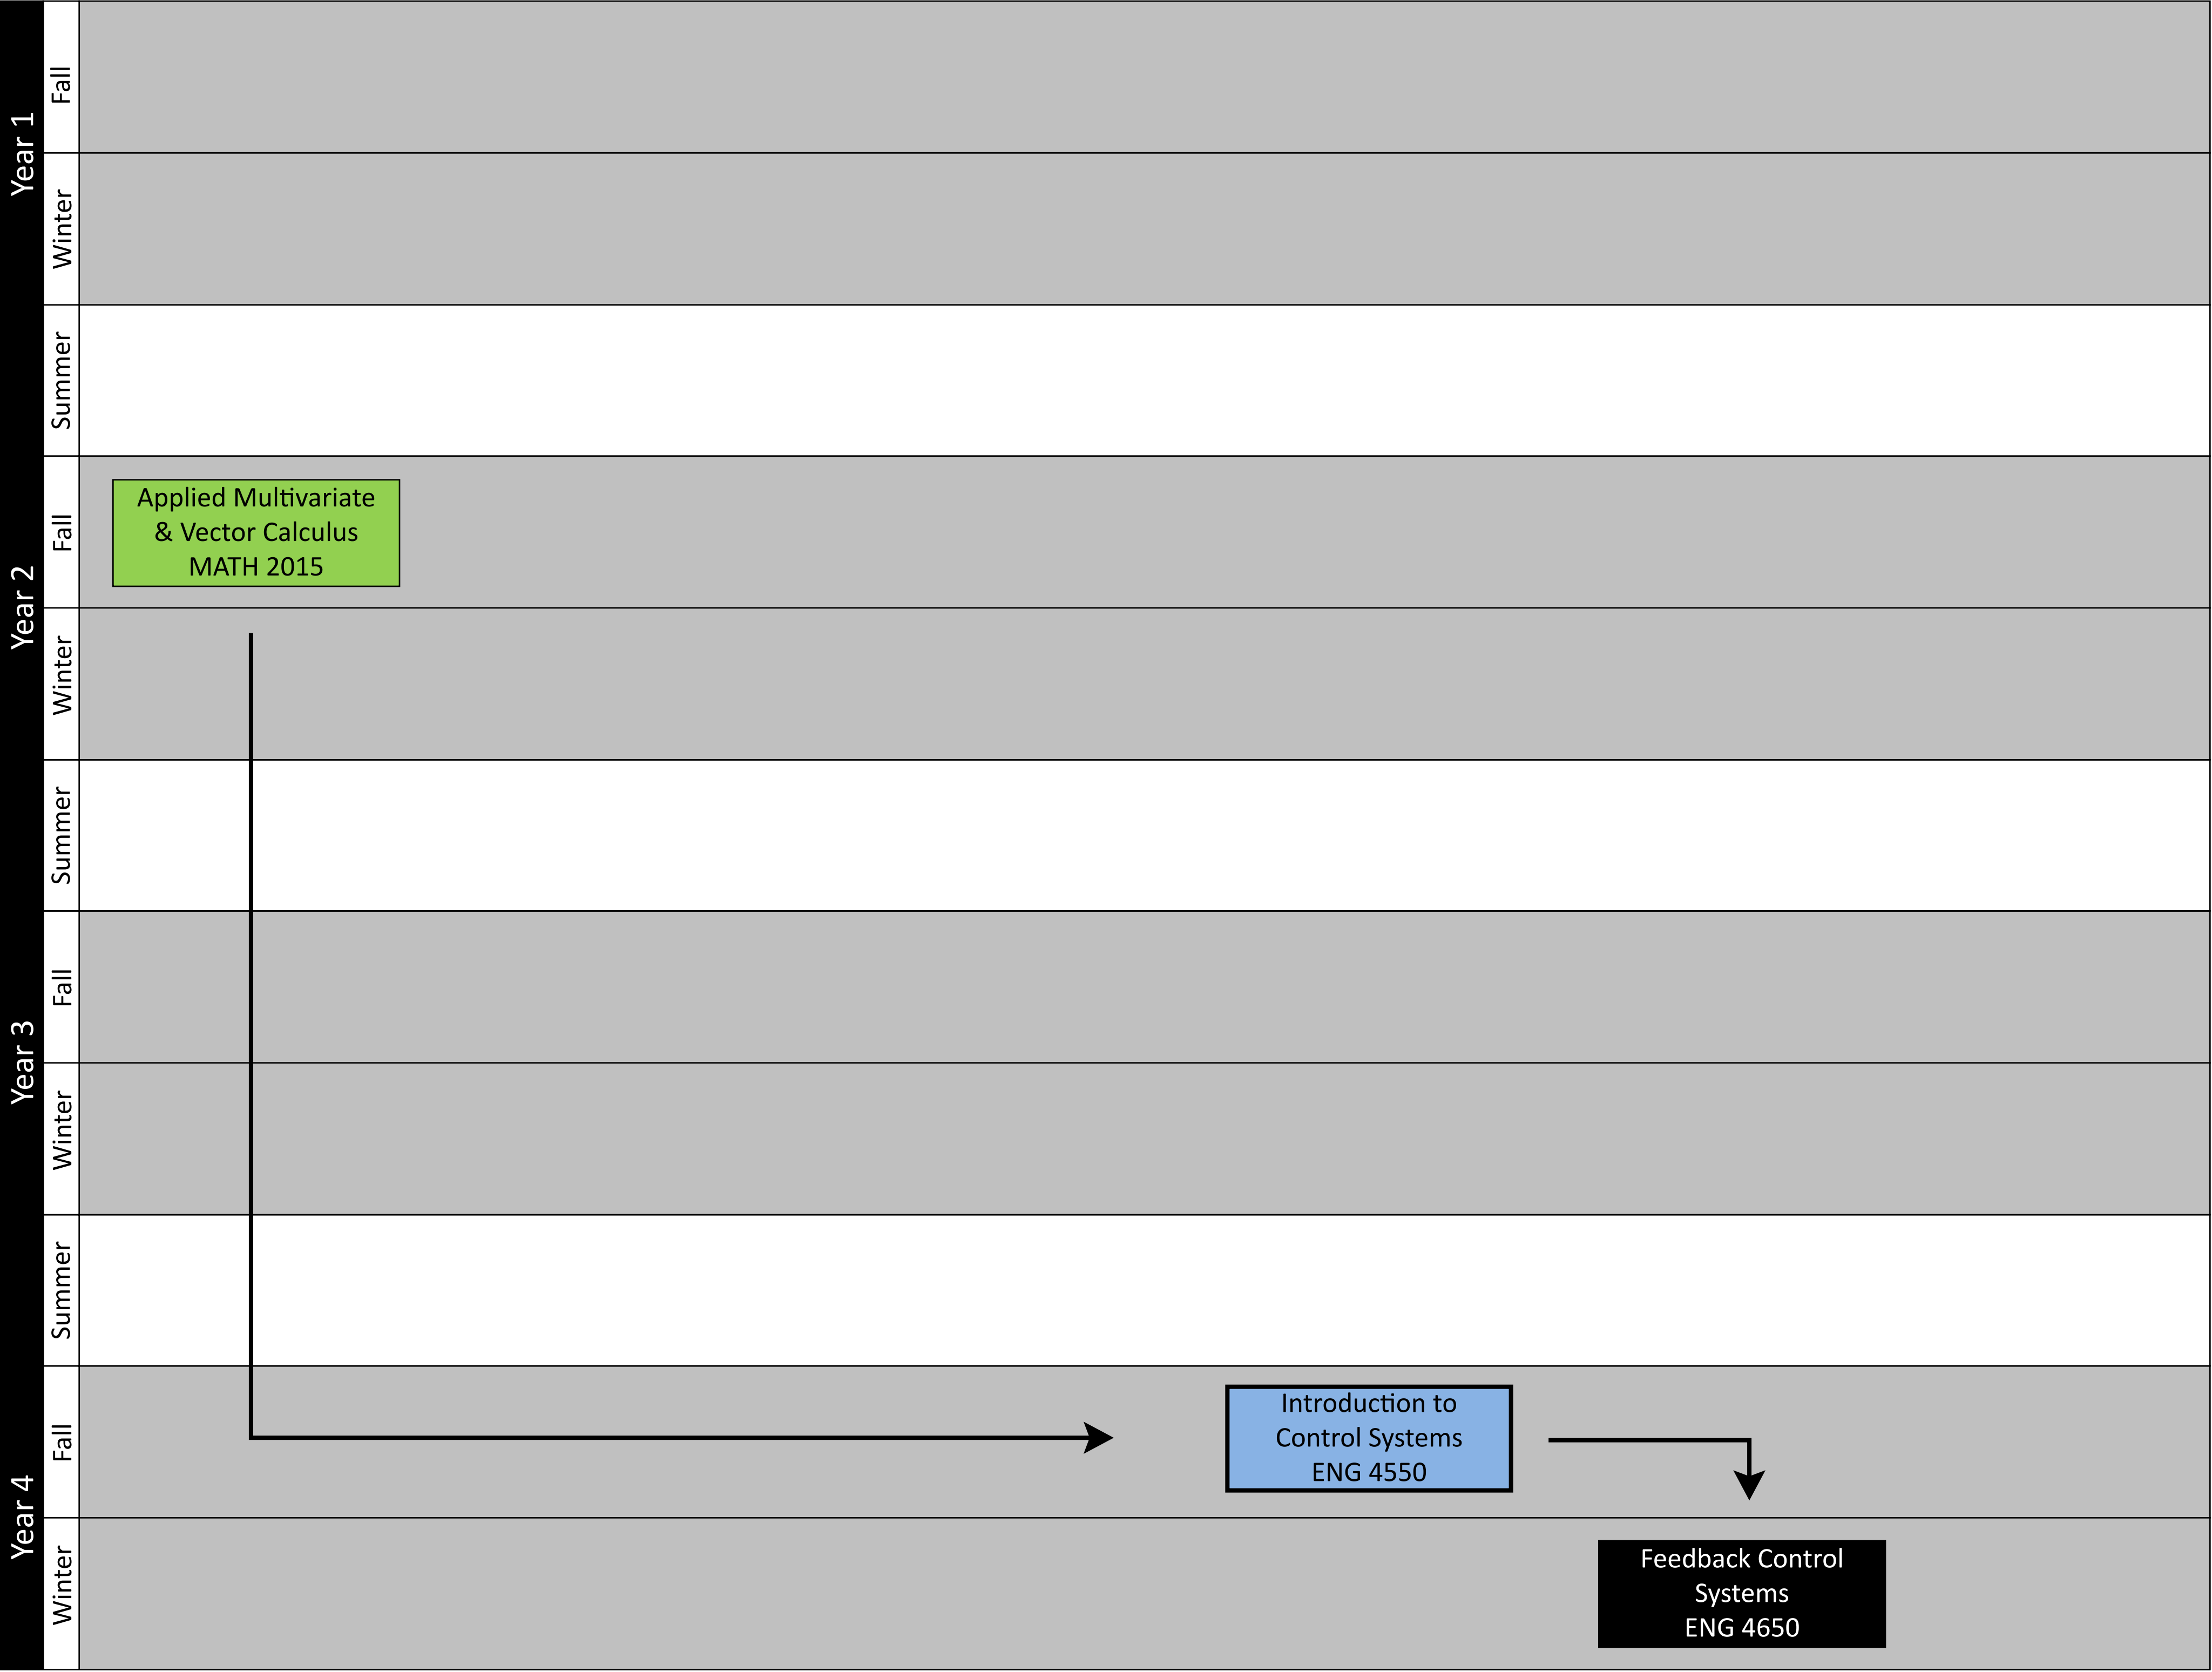 Year 1
Fall
Winter
Summer
Year 2
Fall
Applied Multivariate
& Vector Calculus
MATH 2015
Winter
Summer
Year 3
Fall
Winter
Summer
Year 4
Fall
Introduction to
Control Systems
ENG 4550
Winter
Feedback Control
Systems
ENG 4650